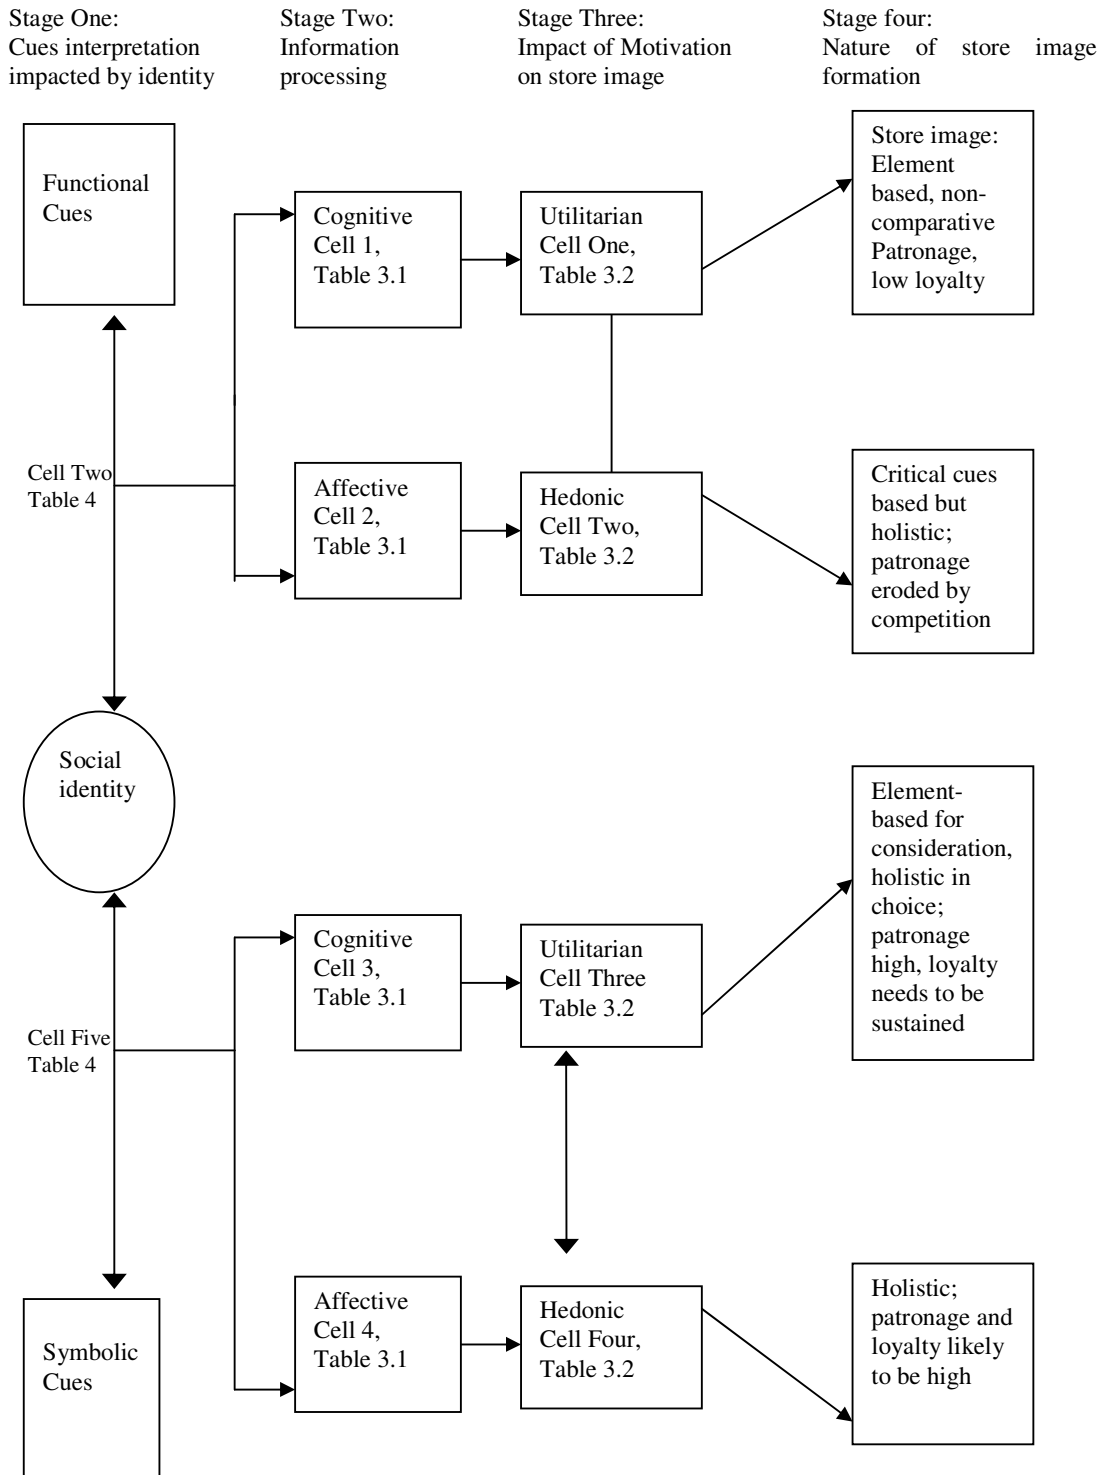 Stage One:
Cues interpretation
impacted by identity
Stage Two:
Information
processing
Stage Three:
Impact of Motivation
on store image
Stage four:
Nature of store image
formation
Functional
Cues
Cognitive
Cell 1,
Table 3.1
Utilitarian
Cell One,
Table 3.2
Store image:
Element
based, non-
comparative
Patronage,
low loyalty
Cell Two
Table 4
Affective
Cell 2,
Table 3.1
Hedonic
Cell Two,
Table 3.2
Critical cues
based but
holistic;
patronage
eroded by
competition
Social
identity
Cell Five
Table 4
Cognitive
Cell 3,
Table 3.1
Utilitarian
Cell Three
Table 3.2
Element-
based for
consideration,
holistic in
choice;
patronage
high, loyalty
needs to be
sustained
Symbolic
Cues
Affective
Cell 4,
Table 3.1
Hedonic
Cell Four,
Table 3.2
Holistic;
patronage and
loyalty likely
to be high